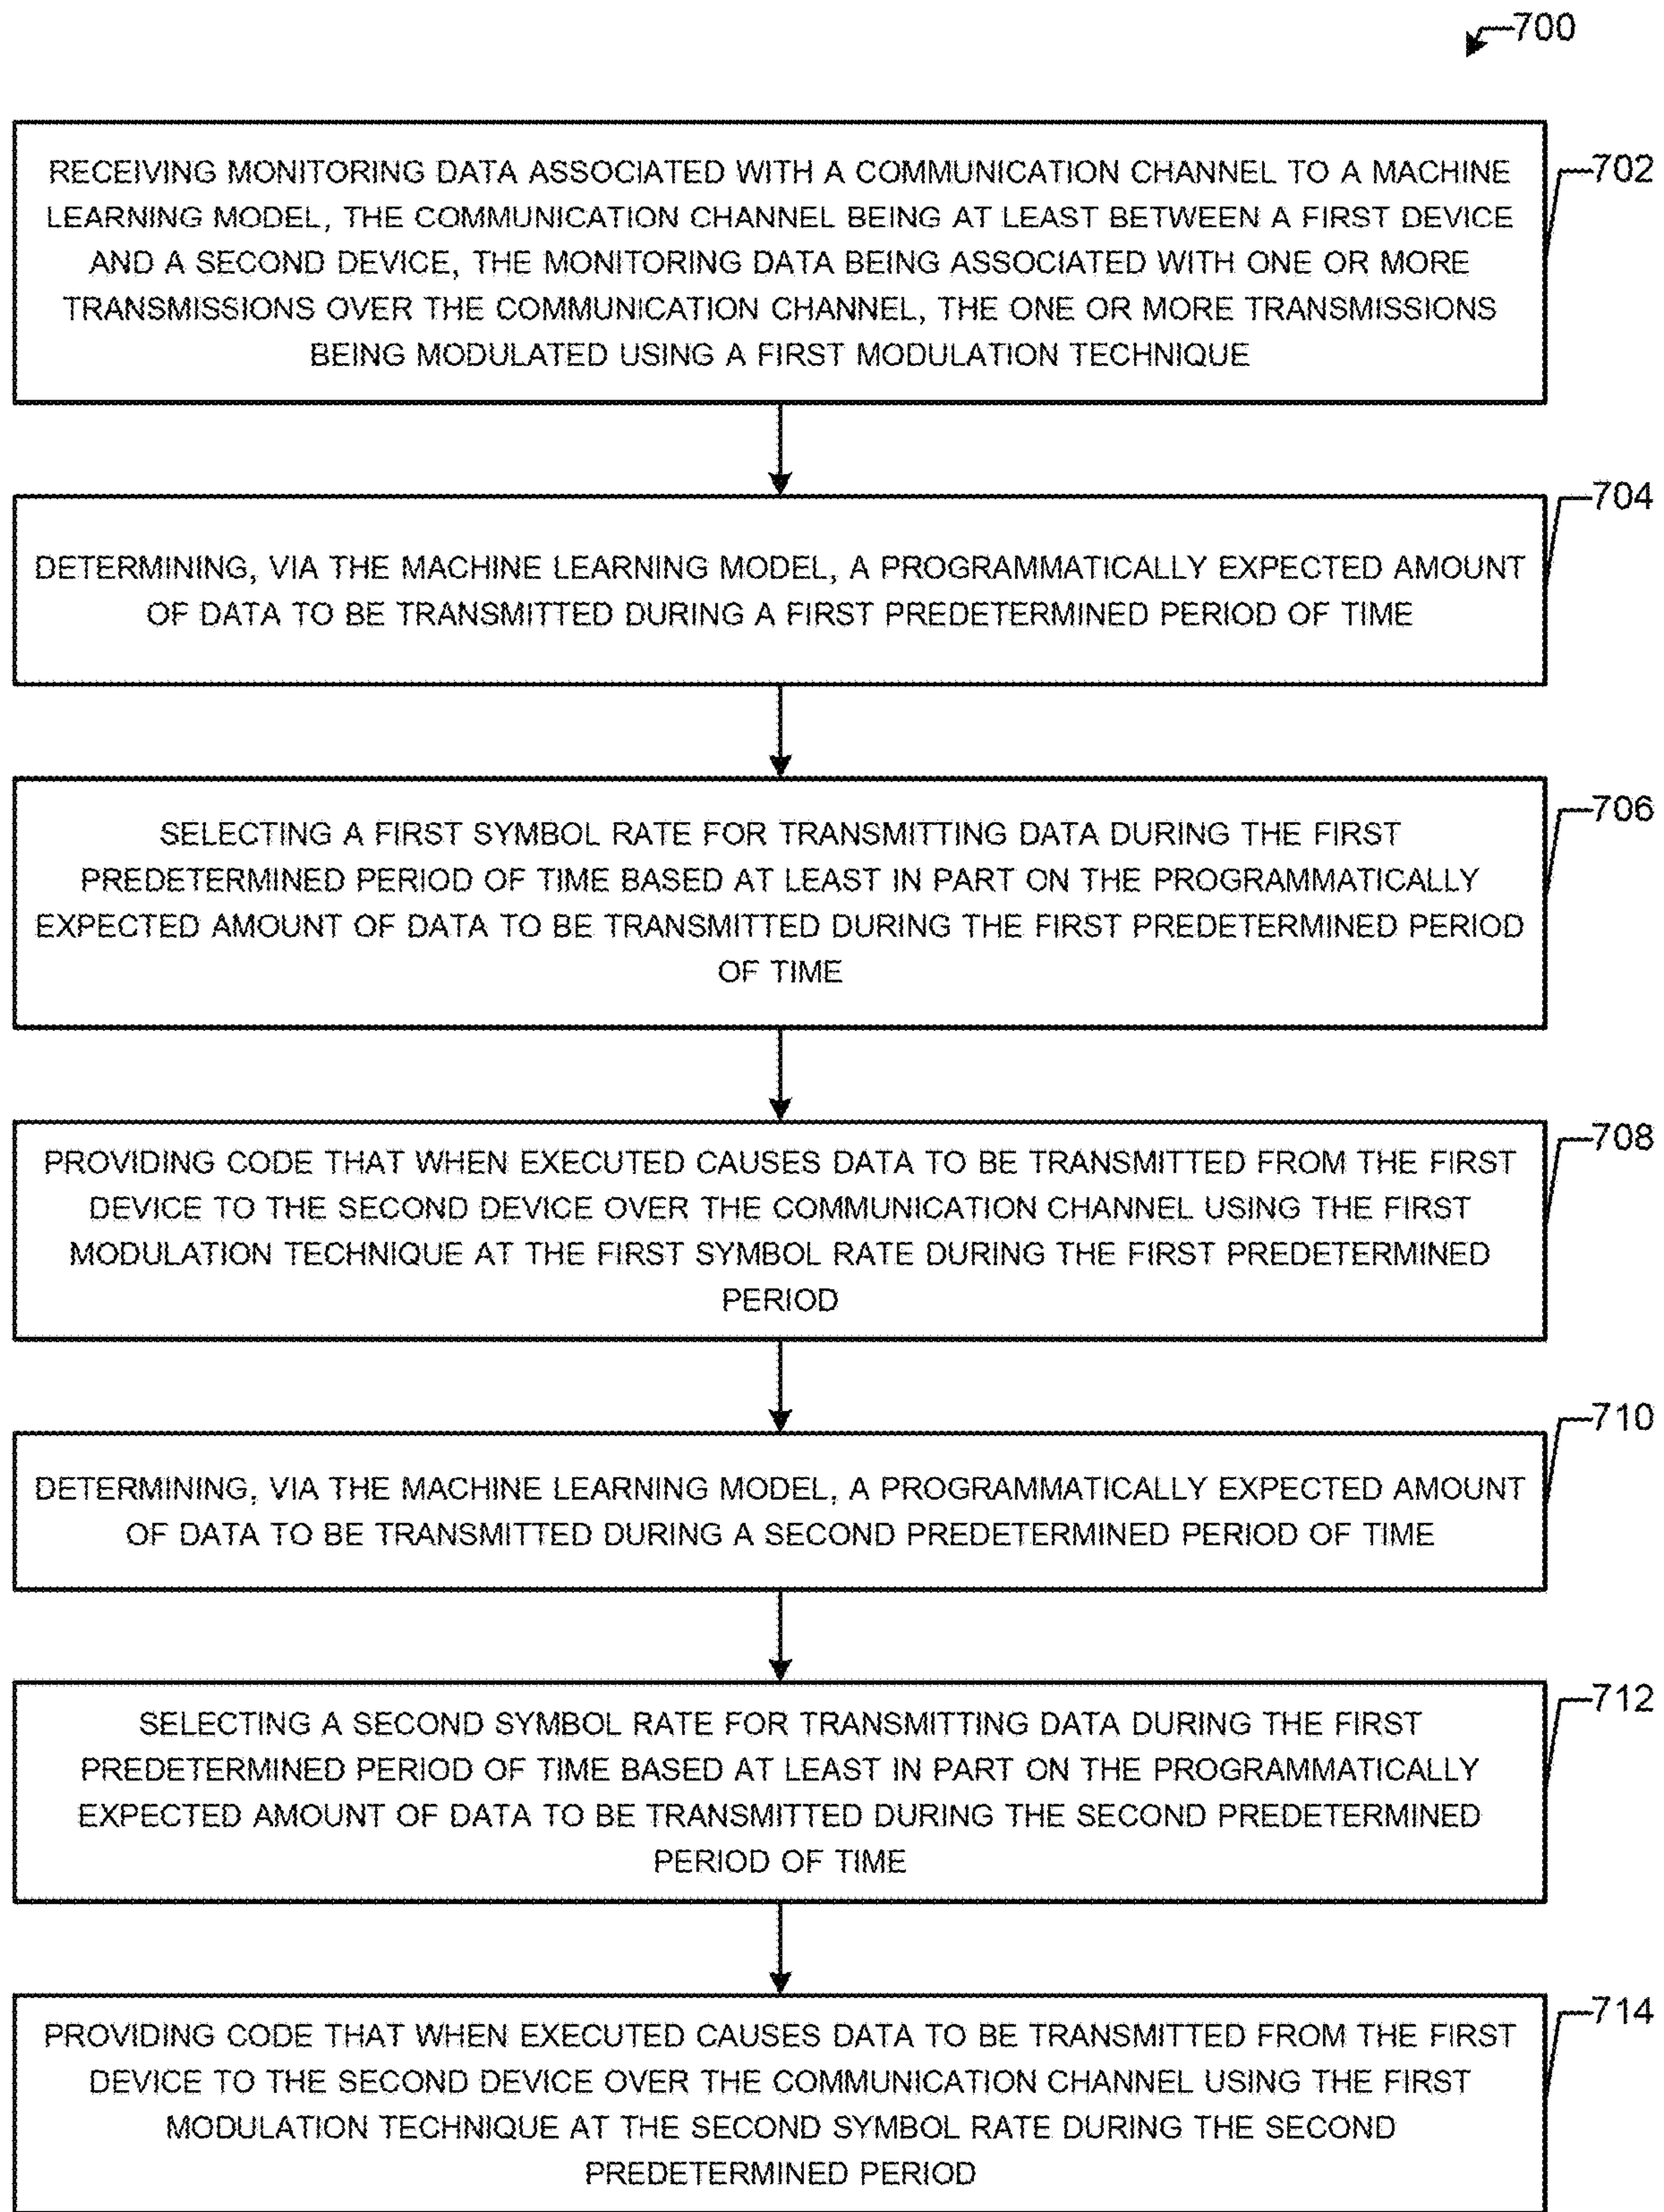 700
RECEIVING MONITORING DATA ASSOCIATED WITH A COMMUNICATION CHANNEL TO A MACHINE
LEARNING MODEL, THE COMMUNICATION CHANNEL BEING AT LEAST BETWEEN A FIRST DEVICE
AND A SECOND DEVICE, THE MONITORING DATA BEING ASSOCIATED WITH ONE OR MORE
TRANSMISSIONS OVER THE COMMUNICATION CHANNEL, THE ONE OR MORE TRANSMISSIONS
BEING MODULATED USING A FIRST MODULATION TECHNIQUE
702
DETERMINING, VIA THE MACHINE LEARNING MODEL, A PROGRAMMATICALLY EXPECTED AMOUNT
OF DATA TO BE TRANSMITTED DURING A FIRST PREDETERMINED PERIOD OF TIME
704
SELECTING A FIRST SYMBOL RATE FOR TRANSMITTING DATA DURING THE FIRST
PREDETERMINED PERIOD OF TIME BASED AT LEAST IN PART ON THE PROGRAMMATICALLY
EXPECTED AMOUNT OF DATA TO BE TRANSMITTED DURING THE FIRST PREDETERMINED PERIOD
OF TIME
706
PROVIDING CODE THAT WHEN EXECUTED CAUSES DATA TO BE TRANSMITTED FROM THE FIRST
DEVICE TO THE SECOND DEVICE OVER THE COMMUNICATION CHANNEL USING THE FIRST
MODULATION TECHNIQUE AT THE FIRST SYMBOL RATE DURING THE FIRST PREDETERMINED
PERIOD
708
DETERMINING, VIA THE MACHINE LEARNING MODEL, A PROGRAMMATICALLY EXPECTED AMOUNT
OF DATA TO BE TRANSMITTED DURING A SECOND PREDETERMINED PERIOD OF TIME
710
SELECTING A SECOND SYMBOL RATE FOR TRANSMITTING DATA DURING THE FIRST
PREDETERMINED PERIOD OF TIME BASED AT LEAST IN PART ON THE PROGRAMMATICALLY
EXPECTED AMOUNT OF DATA TO BE TRANSMITTED DURING THE SECOND PREDETERMINED
PERIOD OF TIME
712
PROVIDING CODE THAT WHEN EXECUTED CAUSES DATA TO BE TRANSMITTED FROM THE FIRST
DEVICE TO THE SECOND DEVICE OVER THE COMMUNICATION CHANNEL USING THE FIRST
MODULATION TECHNIQUE AT THE SECOND SYMBOL RATE DURING THE SECOND
PREDETERMINED PERIOD
714